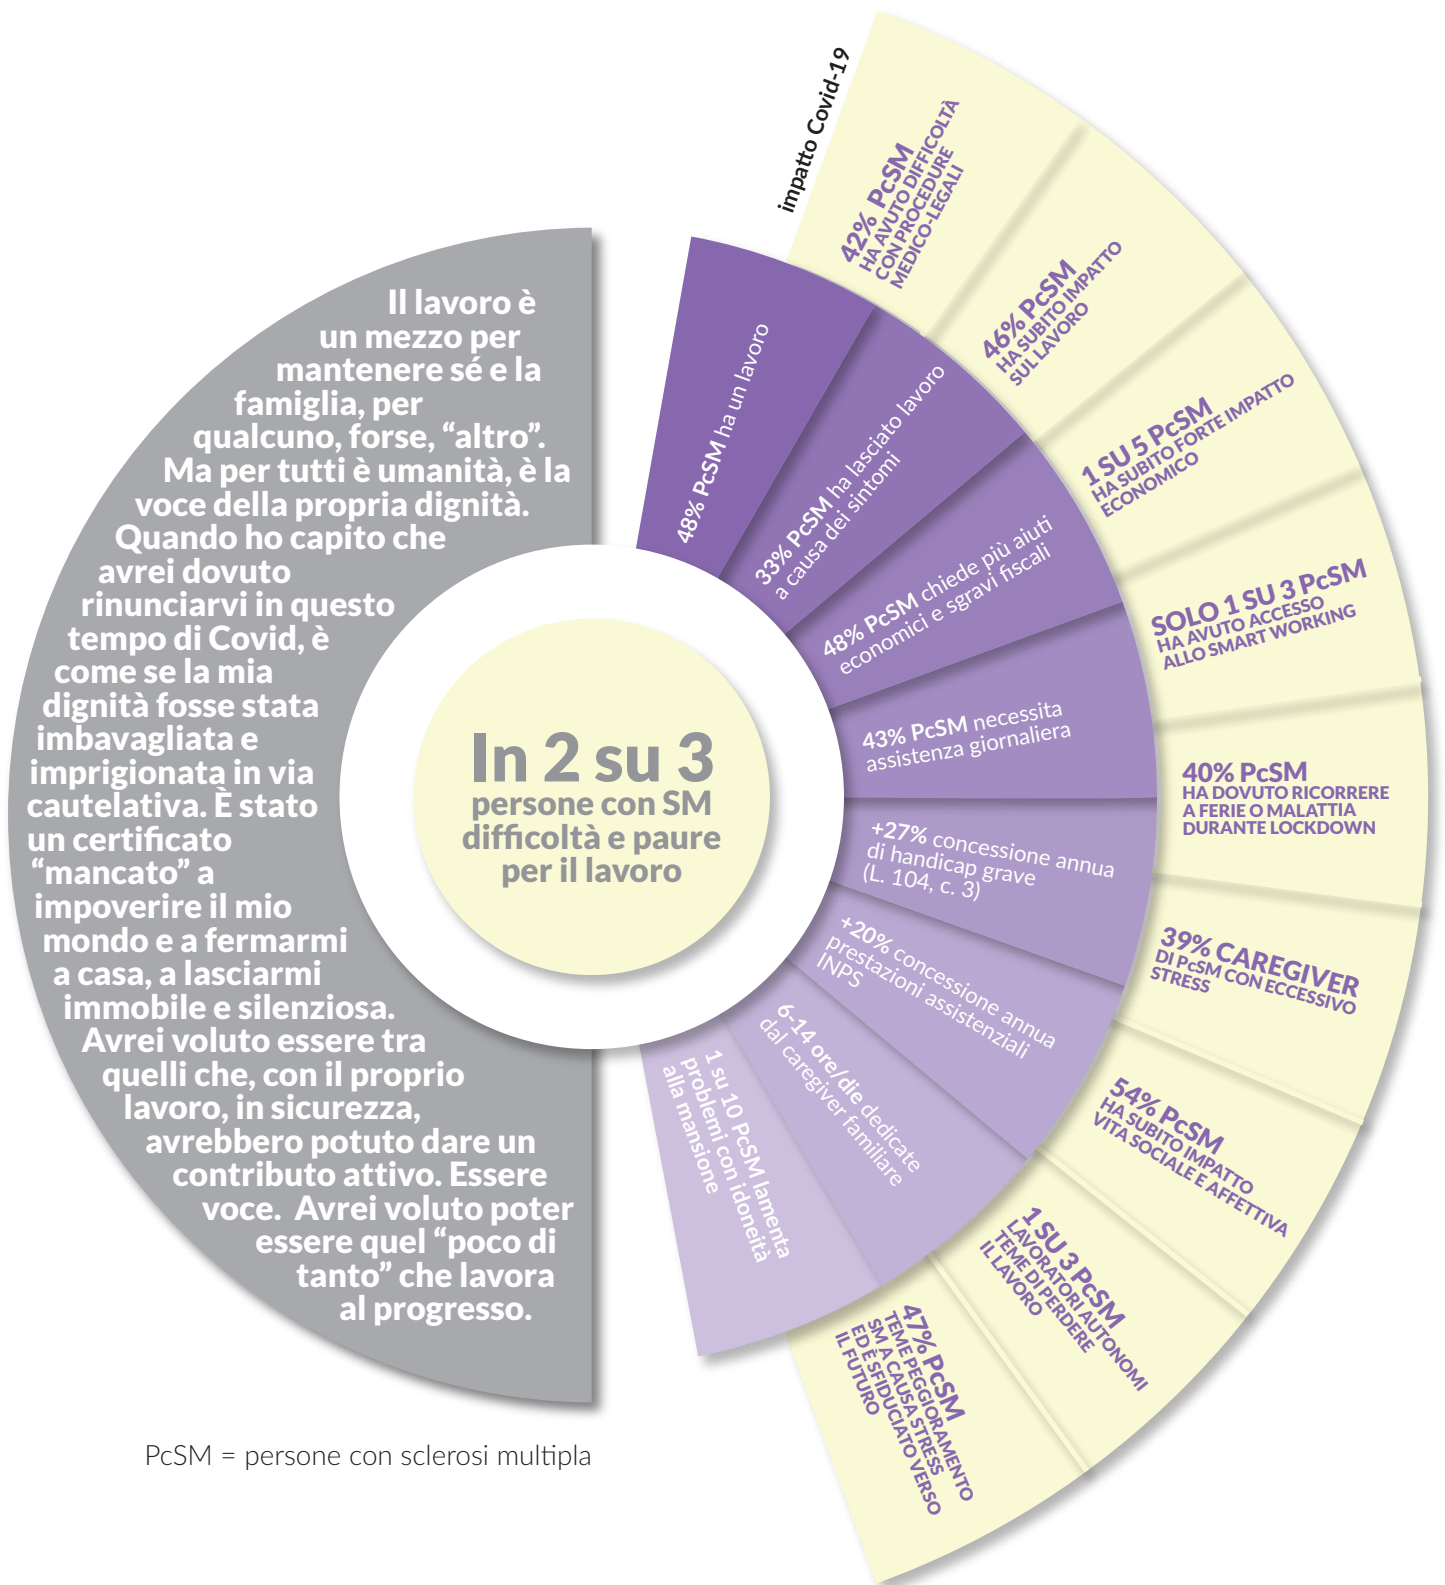 Il lavoro è
un mezzo per
mantenere sé e la
famiglia, per
qualcuno, forse, “altro”.
Ma per tutti è umanità, è la
voce della propria dignità.
Quando ho capito che
avrei dovuto
rinunciarvi in questo
tempo di Covid, è
come se la mia
dignità fosse stata
imbavagliata e
imprigionata in via
cautelativa. È stato
un certificato
“mancato” a
impoverire il mio
mondo e a fermarmi
a casa, a lasciarmi
immobile e silenziosa.
Avrei voluto essere tra
quelli che, con il proprio
lavoro, in sicurezza,
avrebbero potuto dare un
contributo attivo. Essere
voce.  Avrei voluto poter
essere quel “poco di
tanto” che lavora
al progresso.
In 2 su 3
persone con SM
difficoltà e paure
per il lavoro
48% PcSM ha un lavoro
33% PcSM ha lasciato lavoro
a causa dei sintomi
48% PcSM chiede più aiuti
economici e sgravi fiscali
43% PcSM necessita
assistenza giornaliera
+27% concessione annua
di handicap grave
(L. 104, c. 3)
+20% concessione annua
prestazioni assistenziali
INPS
6-14 ore/die dedicate
dal caregiver familiare
1 su 10 PcSM lamenta
problemi con idoneità
alla mansione
impatto Covid-19
42% PcSM
HA AVUTO DIFFICOLTÀ
CON PROCEDURE
MEDICO-LEGALI
46% PcSM
HA SUBITO IMPATTO
SUL LAVORO
1 SU 5 PcSM
HA SUBITO FORTE IMPATTO
ECONOMICO
SOLO 1 SU 3 PcSM
HA AVUTO ACCESSO
ALLO SMART WORKING
40% PcSM
HA DOVUTO RICORRERE
A FERIE O MALATTIA
DURANTE LOCKDOWN
39% CAREGIVER
DI PcSM CON ECCESSIVO
STRESS
54% PcSM
HA SUBITO IMPATTO
VITA SOCIALE E AFFETTIVA
1 SU 3 PcSM
LAVORATORI AUTONOMI
TEME DI PERDERE
IL LAVORO
47% PcSM
TEME PEGGIORAMENTO
SM A CAUSA STRESS
ED È SFIDUCIATO VERSO
IL FUTURO
PcSM = persone con sclerosi multipla